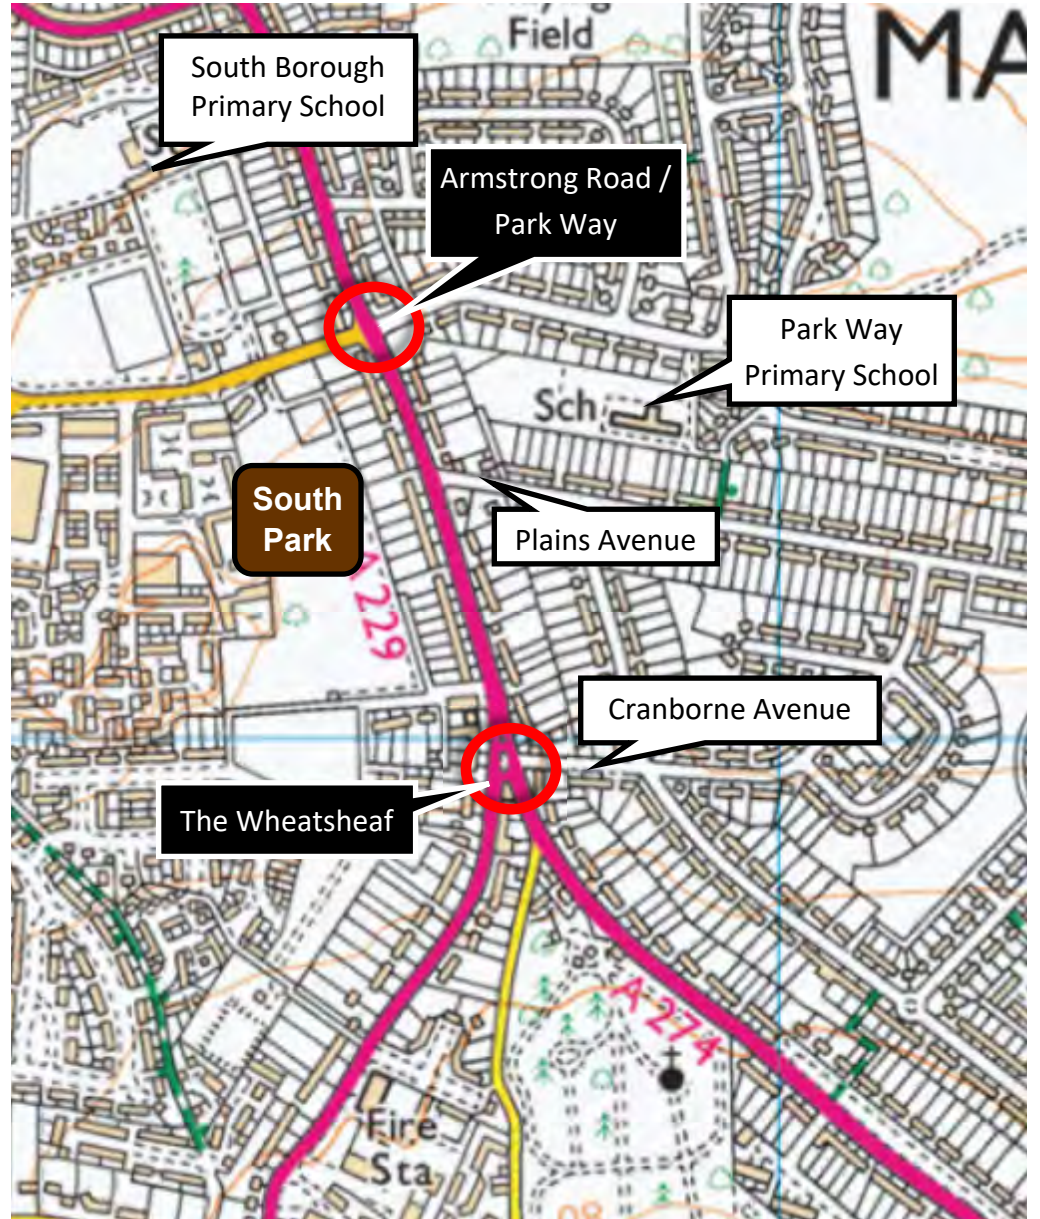 Field
MA
South Borough
Primary School
S
Armstrong Road /
Park Way
Park Way
Primary School
Sch
South
Park
Plains Avenue
A 229
Cranborne Avenue
The Wheatsheaf
A 274
Fire
Sta
08